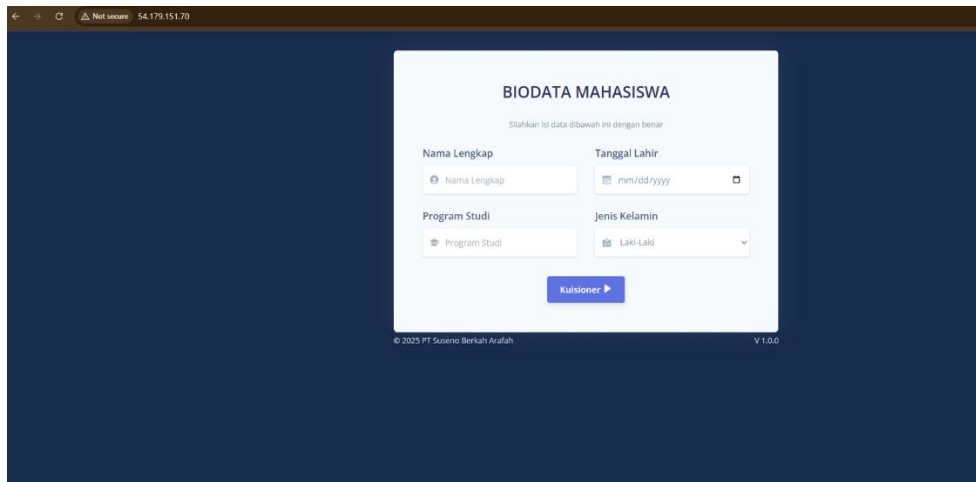 Not secure 54.179.151.70
BIODATA MAHASISWA
Silahkan isi data dibawah ini dengan benar
Nama Lengkap Tanggal Lahir
Nama Lengkap mm/dd/yyyy
Program Studi Jenis Kelamin
Program Studi Laki-Laki
Kuisioner
© 2025 PT Suseno Berkah Arafah V 1.0.0